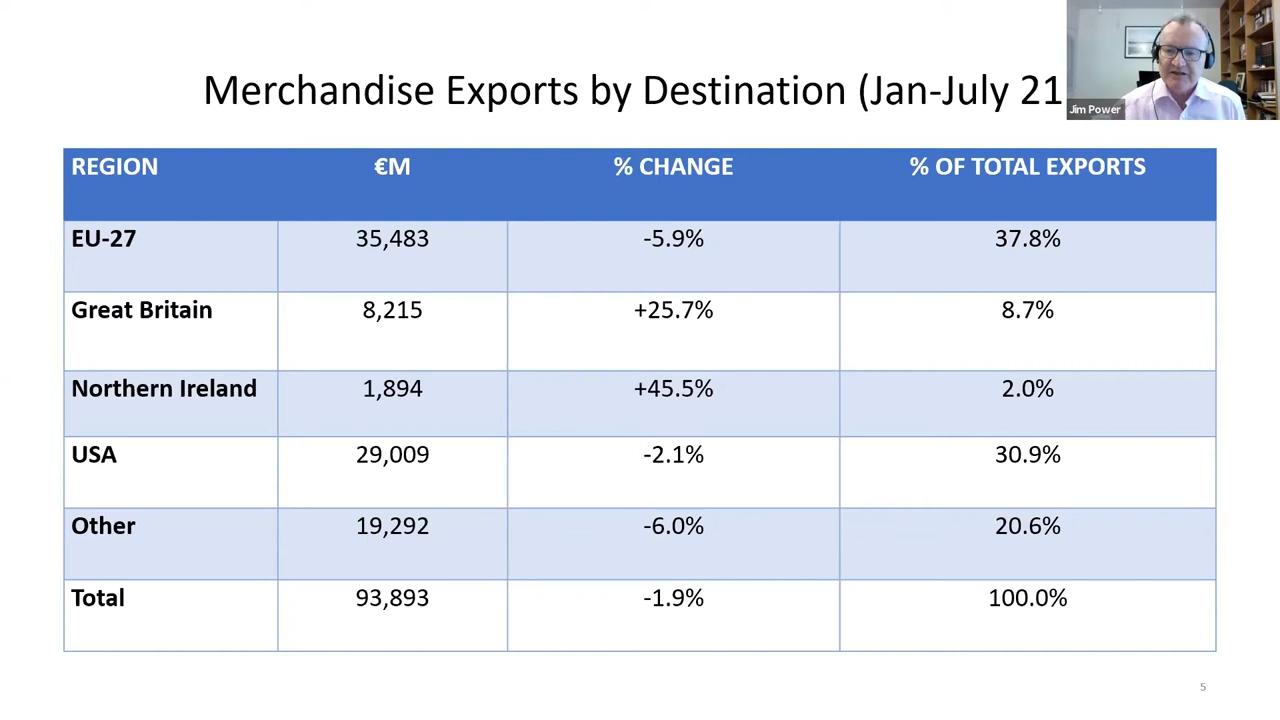 Merchandise Exports by Destination (Jan-July 21
Jim Power
REGION €M % CHANGE % OF TOTAL EXPORTS
EU-27 35,483 -5.9% 37.8%
Great Britain 8,215 +25.7% 8.7%
Northern Ireland 1,894 +45.5% 2.0%
USA 29,009 -2.1% 30.9%
Other 19,292 -6.0% 20.6%
Total 93,893 -1.9% 100.0%
5